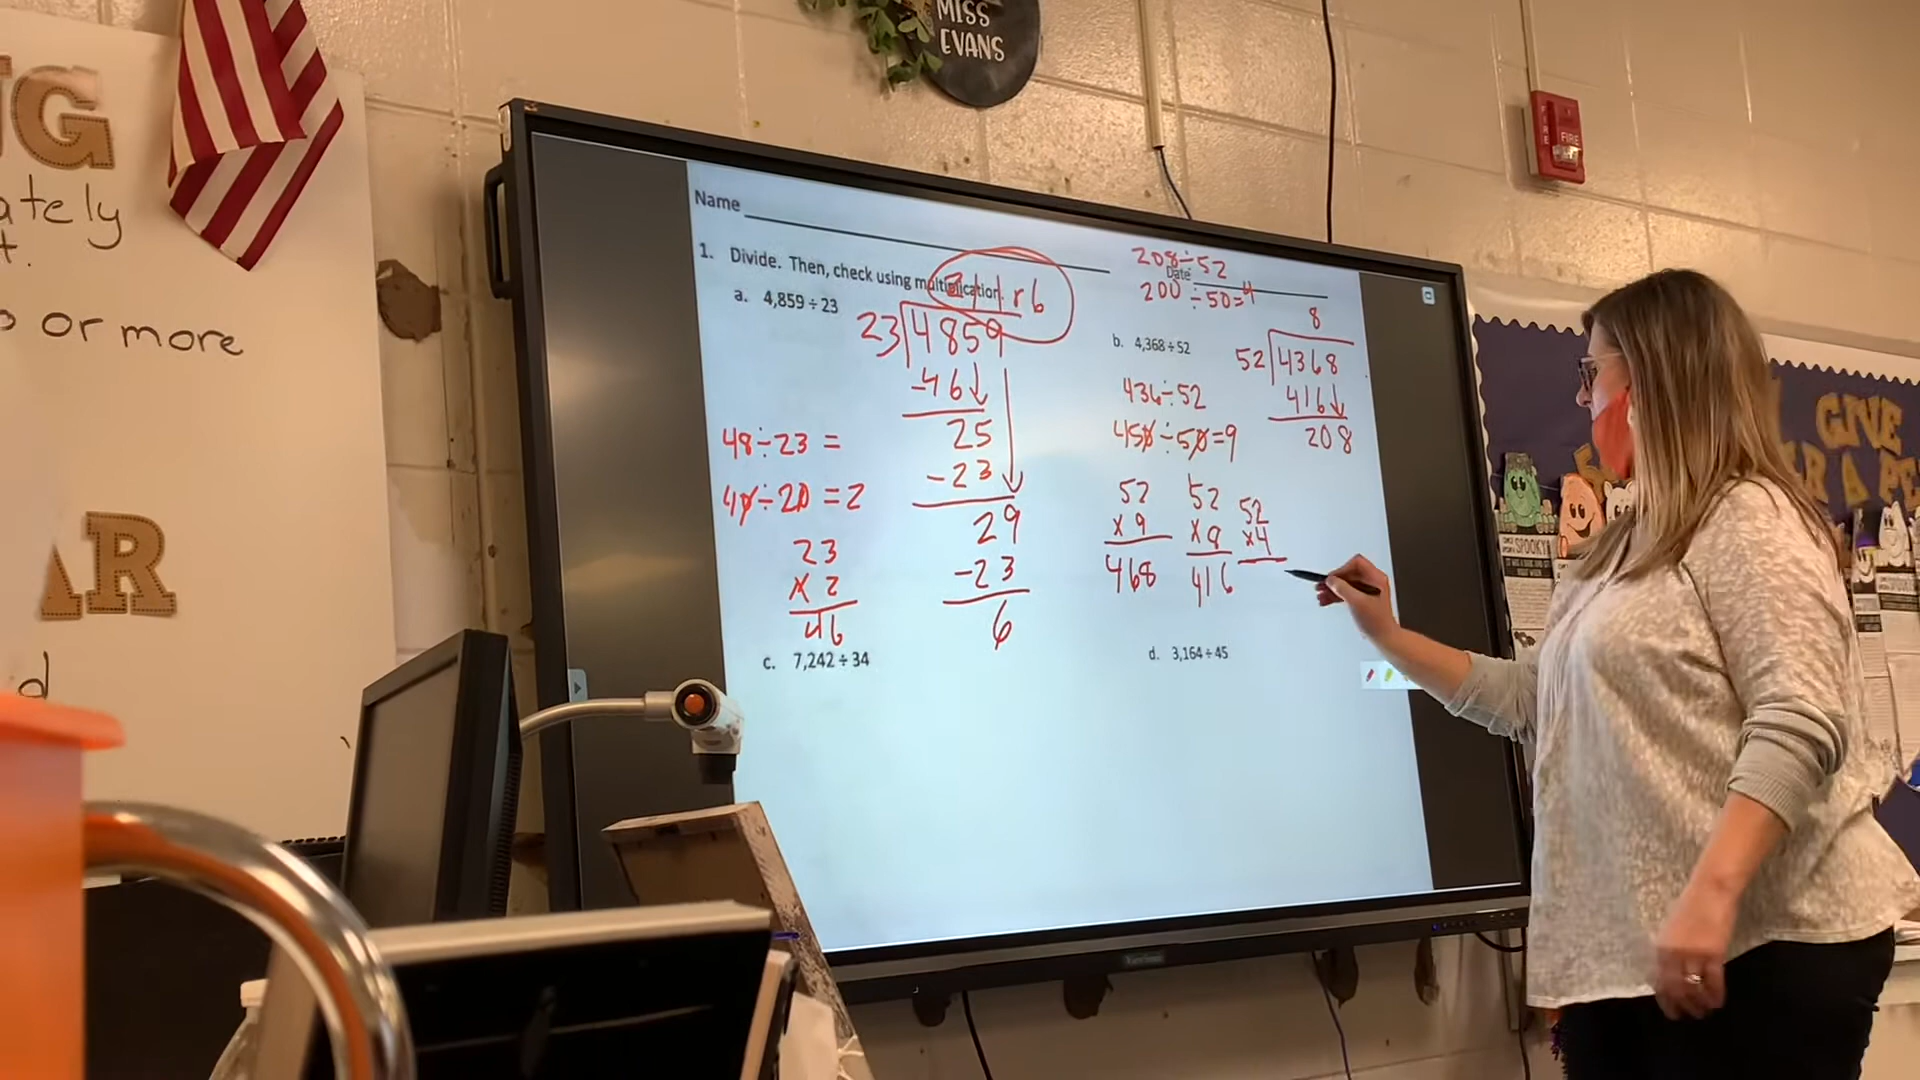 MISS
EVANS
NG
ately
t.
o or more
AR
d
FIRE
Name
Date
1. Divide. Then, check using multiplication.
a. 4,859 ÷ 23
211 r 6
23 4859
-46
25
-23
29
-23
6
48÷23 =
40÷20 = 2
23
x 2
46
208÷52
200 ÷50=4
b. 4,368 ÷ 52
8
52 4368
416
208
436÷52
450÷50=9
52
x 9
468
52
x 9
416
52
x4
c. 7,242 ÷ 34
d. 3,164 ÷ 45
GIVE
SPOOKY